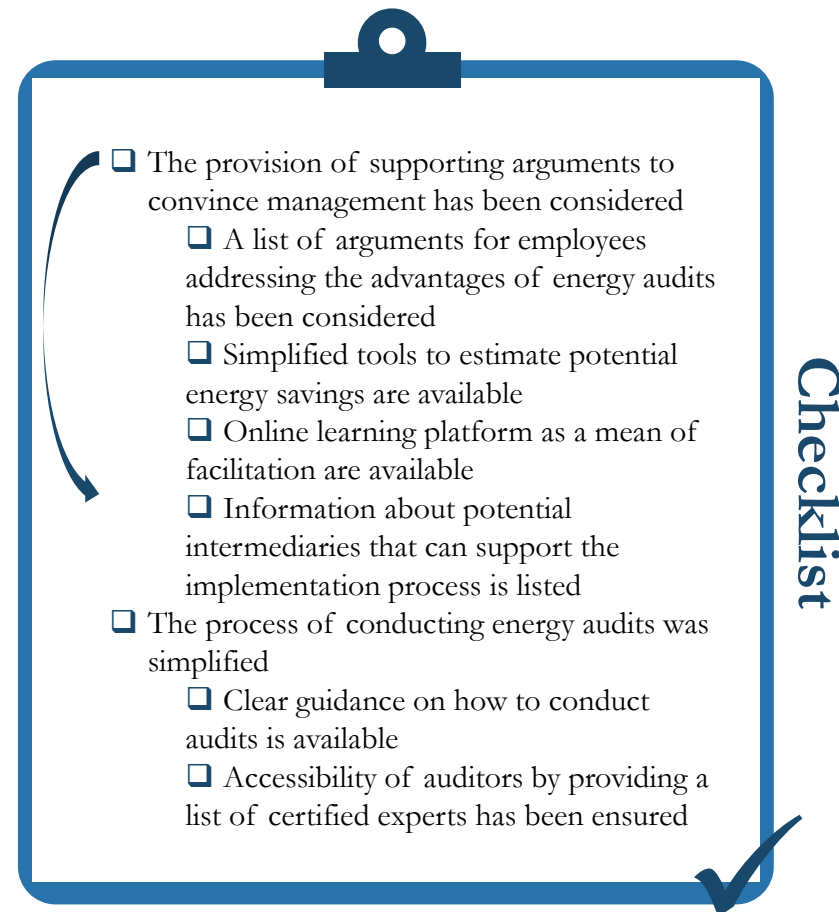 ❑ The provision of supporting arguments to
convince management has been considered
❑ A list of arguments for employees
addressing the advantages of energy audits
has been considered
❑ Simplified tools to estimate potential
energy savings are available
❑ Online learning platform as a mean of
facilitation are available
❑ Information about potential
intermediaries that can support the
implementation process is listed
❑ The process of conducting energy audits was
simplified
❑ Clear guidance on how to conduct
audits is available
❑ Accessibility of auditors by providing a
list of certified experts has been ensured
Checklist